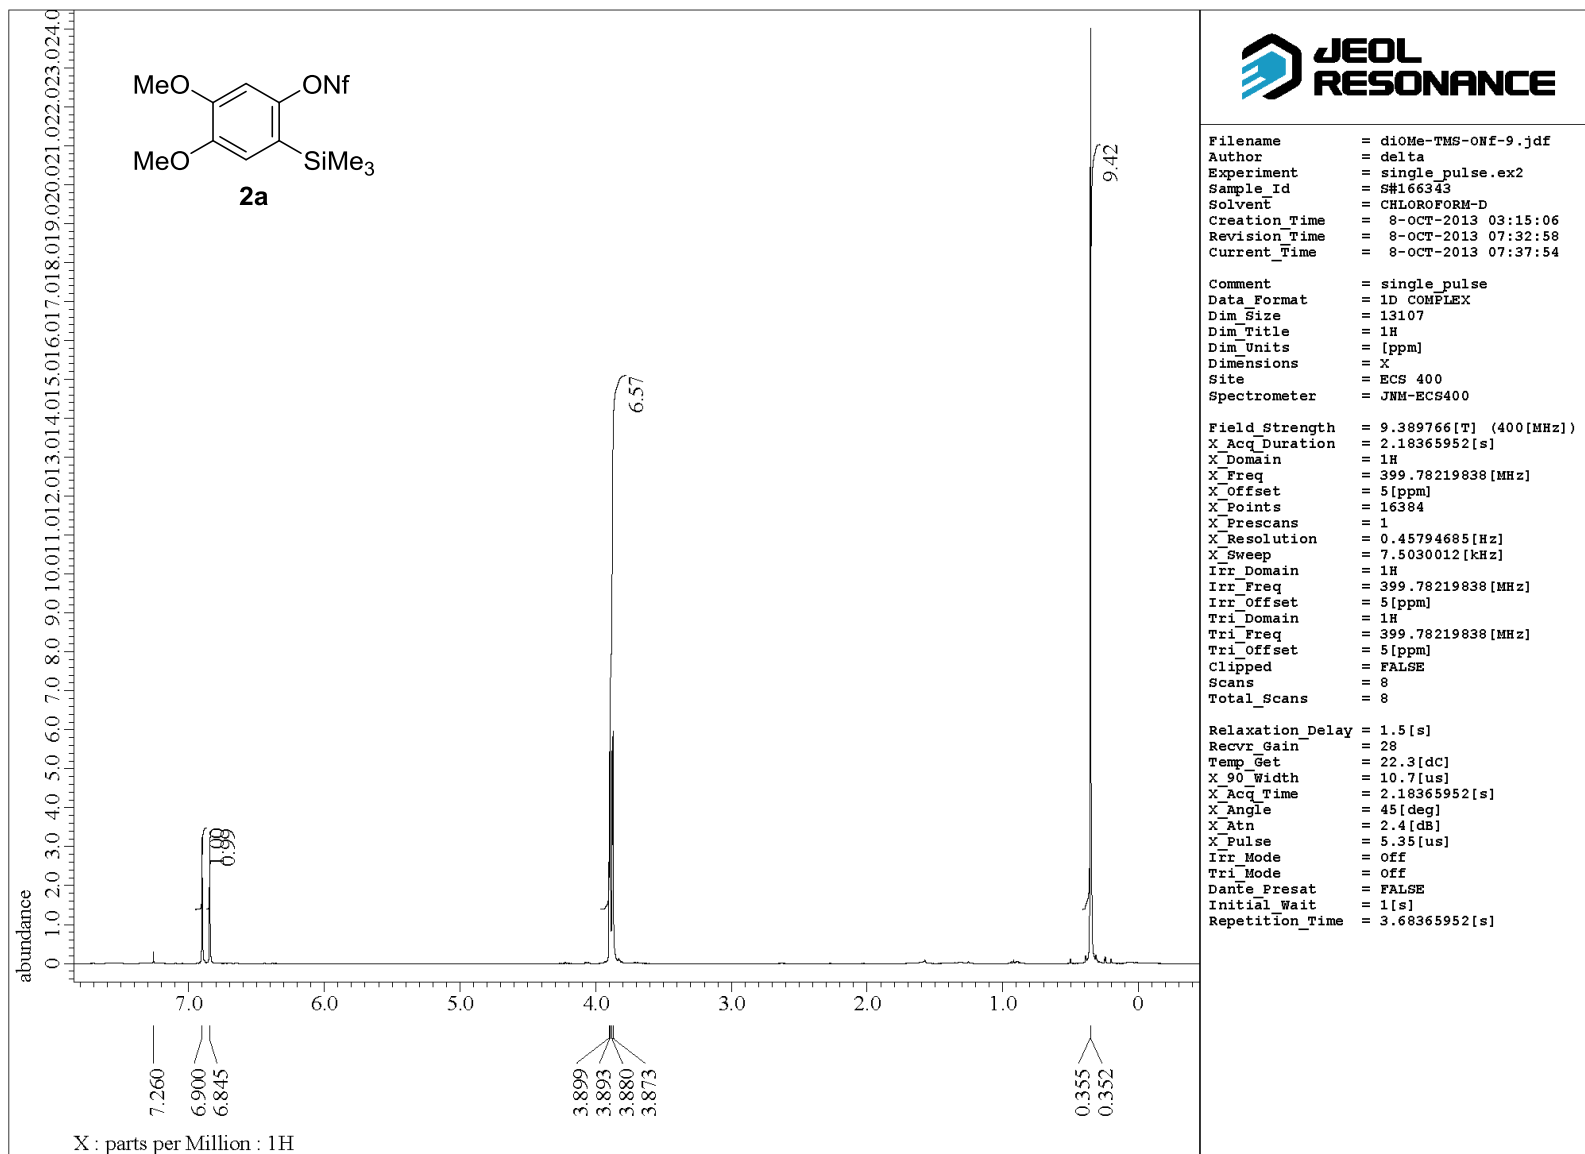 24.0
23.0
22.0
21.0
20.0
19.0
18.0
17.0
16.0
15.0
14.0
13.0
12.0
11.0
10.0
9.0
8.0
7.0
6.0
5.0
4.0
3.0
2.0
1.0
0
abundance
MeO
ONf
MeO
SiMe3
2a
1.00
0.99
6.57
9.42
7.0 6.0 5.0 4.0 3.0 2.0 1.0 0
7.260
6.900
6.845
3.899
3.893
3.880
3.873
0.355
0.352
X : parts per Million : 1H
JEOL
RESONANCE
Filename = diOMe-TMS-ONf-9.jdf
Author = delta
Experiment = single_pulse.ex2
Sample_Id = S#166343
Solvent = CHLOROFORM-D
Creation_Time = 8-OCT-2013 03:15:06
Revision_Time = 8-OCT-2013 07:32:58
Current_Time = 8-OCT-2013 07:37:54
Comment = single_pulse
Data_Format = 1D COMPLEX
Dim_Size = 13107
Dim_Title = 1H
Dim_Units = [ppm]
Dimensions = X
Site = ECS 400
Spectrometer = JNM-ECS400
Field_Strength = 9.389766[T] (400[MHz])
X_Acq_Duration = 2.18365952[s]
X_Domain = 1H
X_Freq = 399.78219838[MHz]
X_Offset = 5[ppm]
X_Points = 16384
X_Prescans = 1
X_Resolution = 0.45794685[Hz]
X_Sweep = 7.5030012[kHz]
Irr_Domain = 1H
Irr_Freq = 399.78219838[MHz]
Irr_Offset = 5[ppm]
Tri_Domain = 1H
Tri_Freq = 399.78219838[MHz]
Tri_Offset = 5[ppm]
Clipped = FALSE
Scans = 8
Total_Scans = 8
Relaxation_Delay = 1.5[s]
Recvr_Gain = 28
Temp_Get = 22.3[dC]
X_90_Width = 10.7[us]
X_Acq_Time = 2.18365952[s]
X_Angle = 45[deg]
X_Atn = 2.4[dB]
X_Pulse = 5.35[us]
Irr_Mode = Off
Tri_Mode = Off
Dante_Presat = FALSE
Initial_Wait = 1[s]
Repetition_Time = 3.68365952[s]